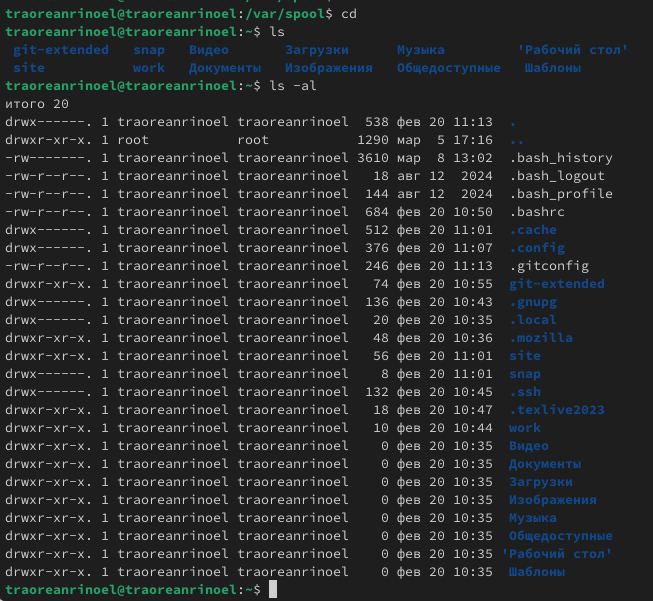 traoreanrinoel@traoreanrinoel:/var/spool$ cd
traoreanrinoel@traoreanrinoel:~$ ls
git-extended snap Видео Загрузки Музыка 'Рабочий стол'
site work Документы Изображения Общедоступные Шаблоны
traoreanrinoel@traoreanrinoel:~$ ls -al
итого 20
drwx------. 1 traoreanrinoel traoreanrinoel 538 фев 20 11:13 .
drwxr-xr-x. 1 root root 1290 мар 5 17:16 ..
-rw-------. 1 traoreanrinoel traoreanrinoel 3610 мар 8 13:02 .bash_history
-rw-r--r--. 1 traoreanrinoel traoreanrinoel 18 авг 12 2024 .bash_logout
-rw-r--r--. 1 traoreanrinoel traoreanrinoel 144 авг 12 2024 .bash_profile
-rw-r--r--. 1 traoreanrinoel traoreanrinoel 684 фев 20 10:50 .bashrc
drwx------. 1 traoreanrinoel traoreanrinoel 512 фев 20 11:01 .cache
drwx------. 1 traoreanrinoel traoreanrinoel 376 фев 20 11:07 .config
-rw-r--r--. 1 traoreanrinoel traoreanrinoel 246 фев 20 11:13 .gitconfig
drwxr-xr-x. 1 traoreanrinoel traoreanrinoel 74 фев 20 10:55 git-extended
drwx------. 1 traoreanrinoel traoreanrinoel 136 фев 20 10:43 .gnupg
drwx------. 1 traoreanrinoel traoreanrinoel 20 фев 20 10:35 .local
drwxr-xr-x. 1 traoreanrinoel traoreanrinoel 48 фев 20 10:36 .mozilla
drwxr-xr-x. 1 traoreanrinoel traoreanrinoel 56 фев 20 11:01 site
drwx------. 1 traoreanrinoel traoreanrinoel 8 фев 20 11:01 snap
drwx------. 1 traoreanrinoel traoreanrinoel 132 фев 20 10:45 .ssh
drwxr-xr-x. 1 traoreanrinoel traoreanrinoel 18 фев 20 10:47 .texlive2023
drwxr-xr-x. 1 traoreanrinoel traoreanrinoel 10 фев 20 10:44 work
drwxr-xr-x. 1 traoreanrinoel traoreanrinoel 0 фев 20 10:35 Видео
drwxr-xr-x. 1 traoreanrinoel traoreanrinoel 0 фев 20 10:35 Документы
drwxr-xr-x. 1 traoreanrinoel traoreanrinoel 0 фев 20 10:35 Загрузки
drwxr-xr-x. 1 traoreanrinoel traoreanrinoel 0 фев 20 10:35 Изображения
drwxr-xr-x. 1 traoreanrinoel traoreanrinoel 0 фев 20 10:35 Музыка
drwxr-xr-x. 1 traoreanrinoel traoreanrinoel 0 фев 20 10:35 Общедоступные
drwxr-xr-x. 1 traoreanrinoel traoreanrinoel 0 фев 20 10:35 'Рабочий стол'
drwxr-xr-x. 1 traoreanrinoel traoreanrinoel 0 фев 20 10:35 Шаблоны
traoreanrinoel@traoreanrinoel:~$